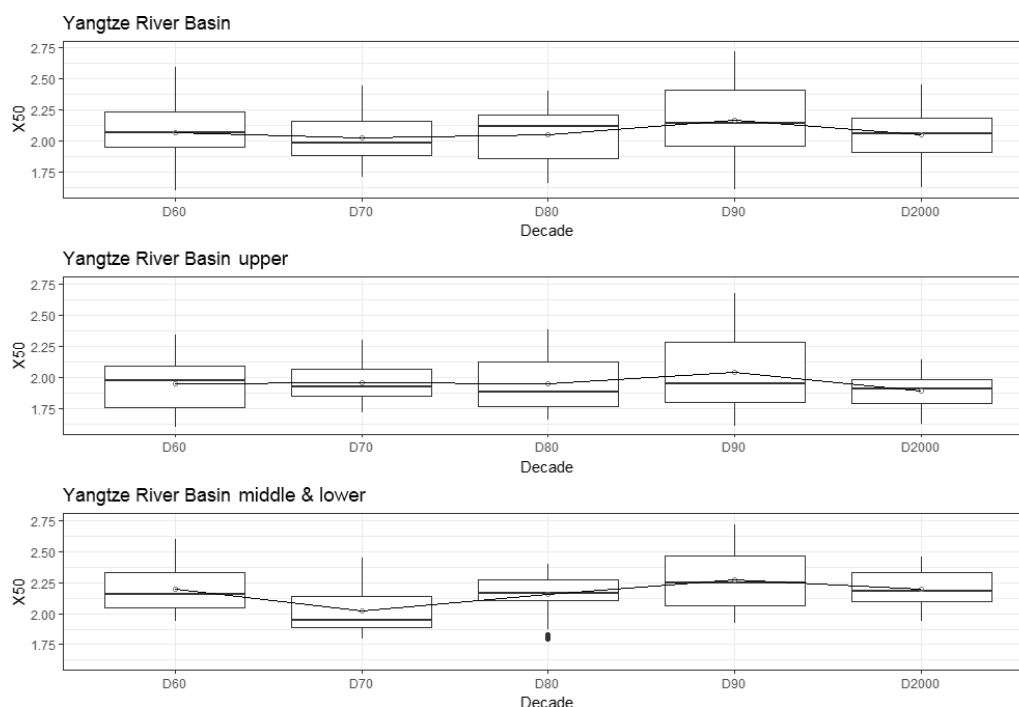 Yangtze River Basin
2.75
2.50
2.25
2.00
1.75
X50
D60 D70 D80 D90 D2000
Decade
Yangtze River Basin upper
2.75
2.50
2.25
2.00
1.75
X50
D60 D70 D80 D90 D2000
Decade
Yangtze River Basin middle & lower
2.75
2.50
2.25
2.00
1.75
X50
D60 D70 D80 D90 D2000
Decade